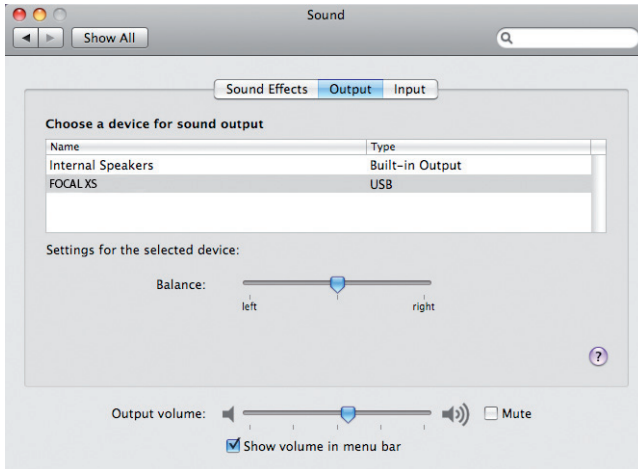 Sound
Show All
Sound Effects Output Input
Choose a device for sound output
Name Type
Internal Speakers Built-in Output
FOCAL XS USB
Settings for the selected device:
Balance:
left right
?
Output volume: Mute
Show volume in menu bar